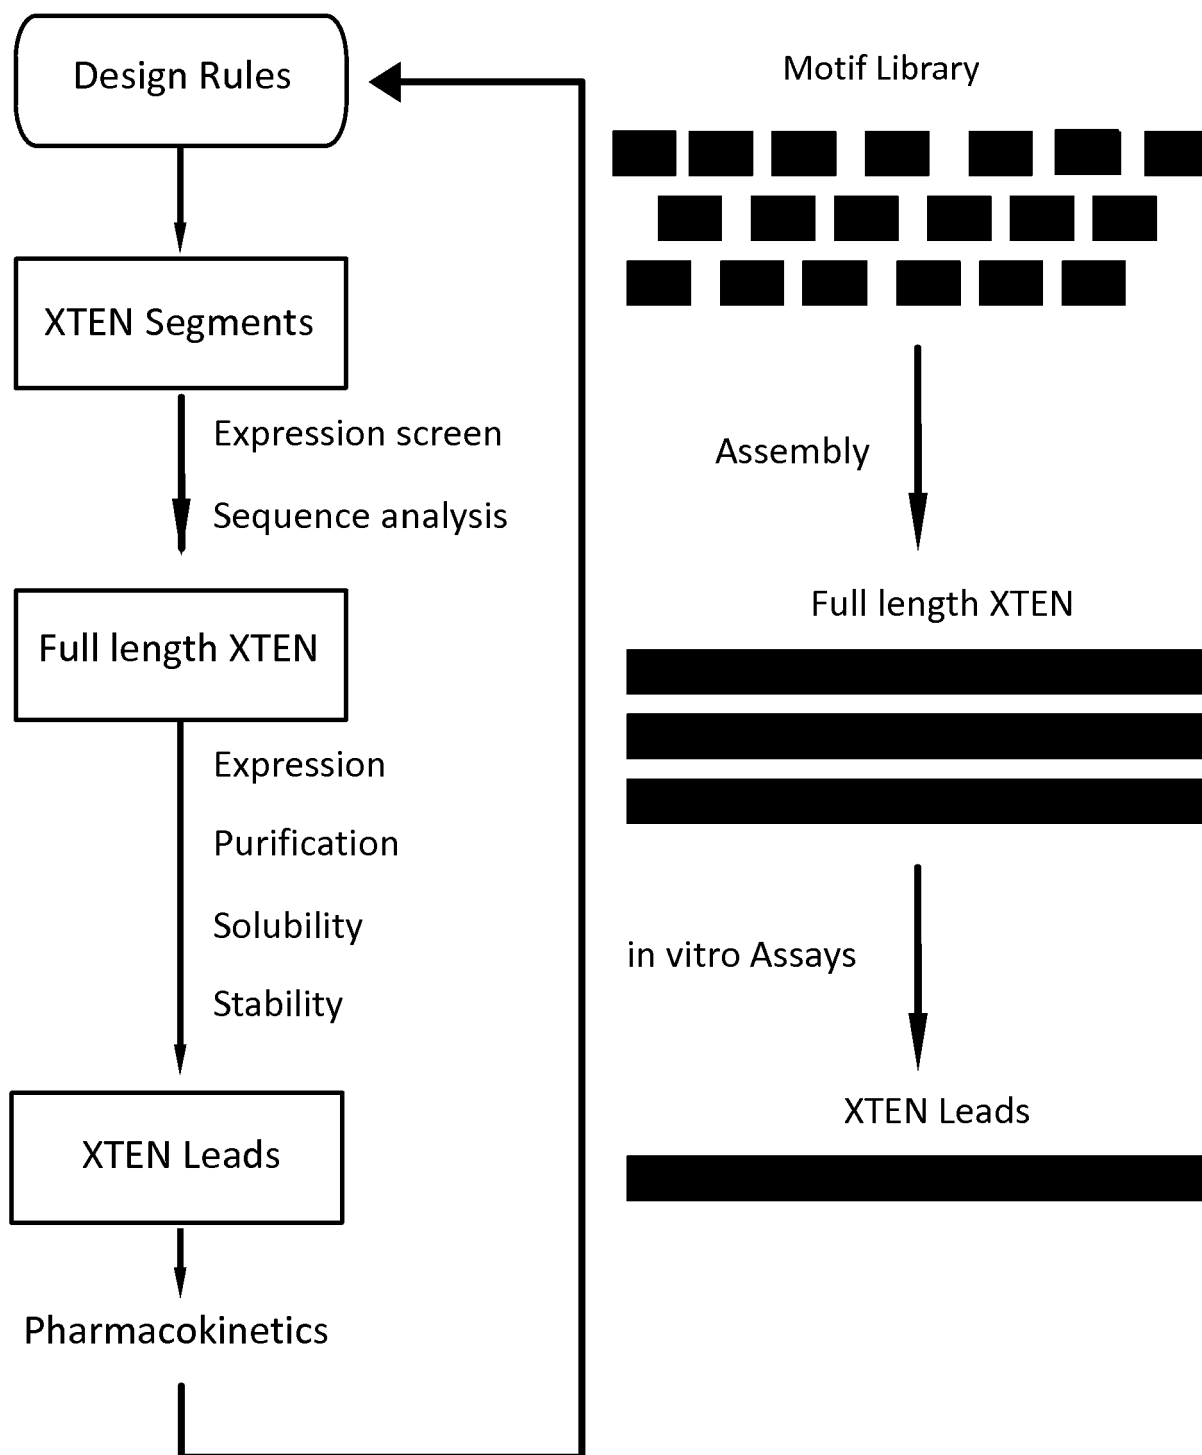 Design Rules
XTEN Segments
Expression screen
Sequence analysis
Full length XTEN
Expression
Purification
Solubility
Stability
XTEN Leads
Pharmacokinetics
Motif Library
Assembly
Full length XTEN
in vitro Assays
XTEN Leads